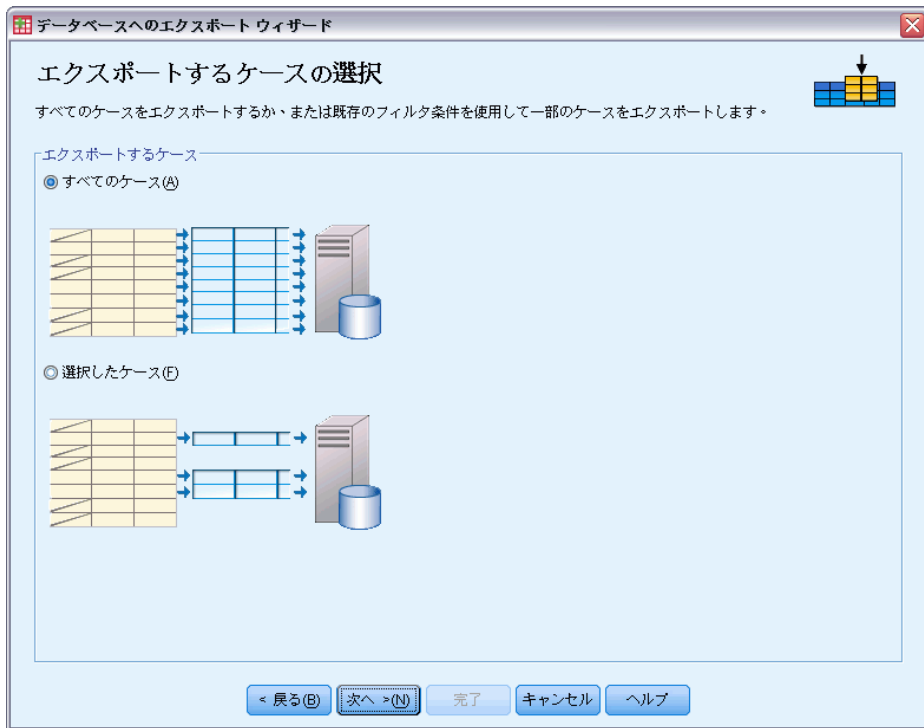 データベースへのエクスポート ウィザード
エクスポートするケースの選択
すべてのケースをエクスポートするか、または既存のフィルタ条件を使用して一部のケースをエクスポートします。
エクスポートするケース
すべてのケース(A)
選択したケース(F)
< 戻る(B) 次へ >(N) 完了 キャンセル ヘルプ